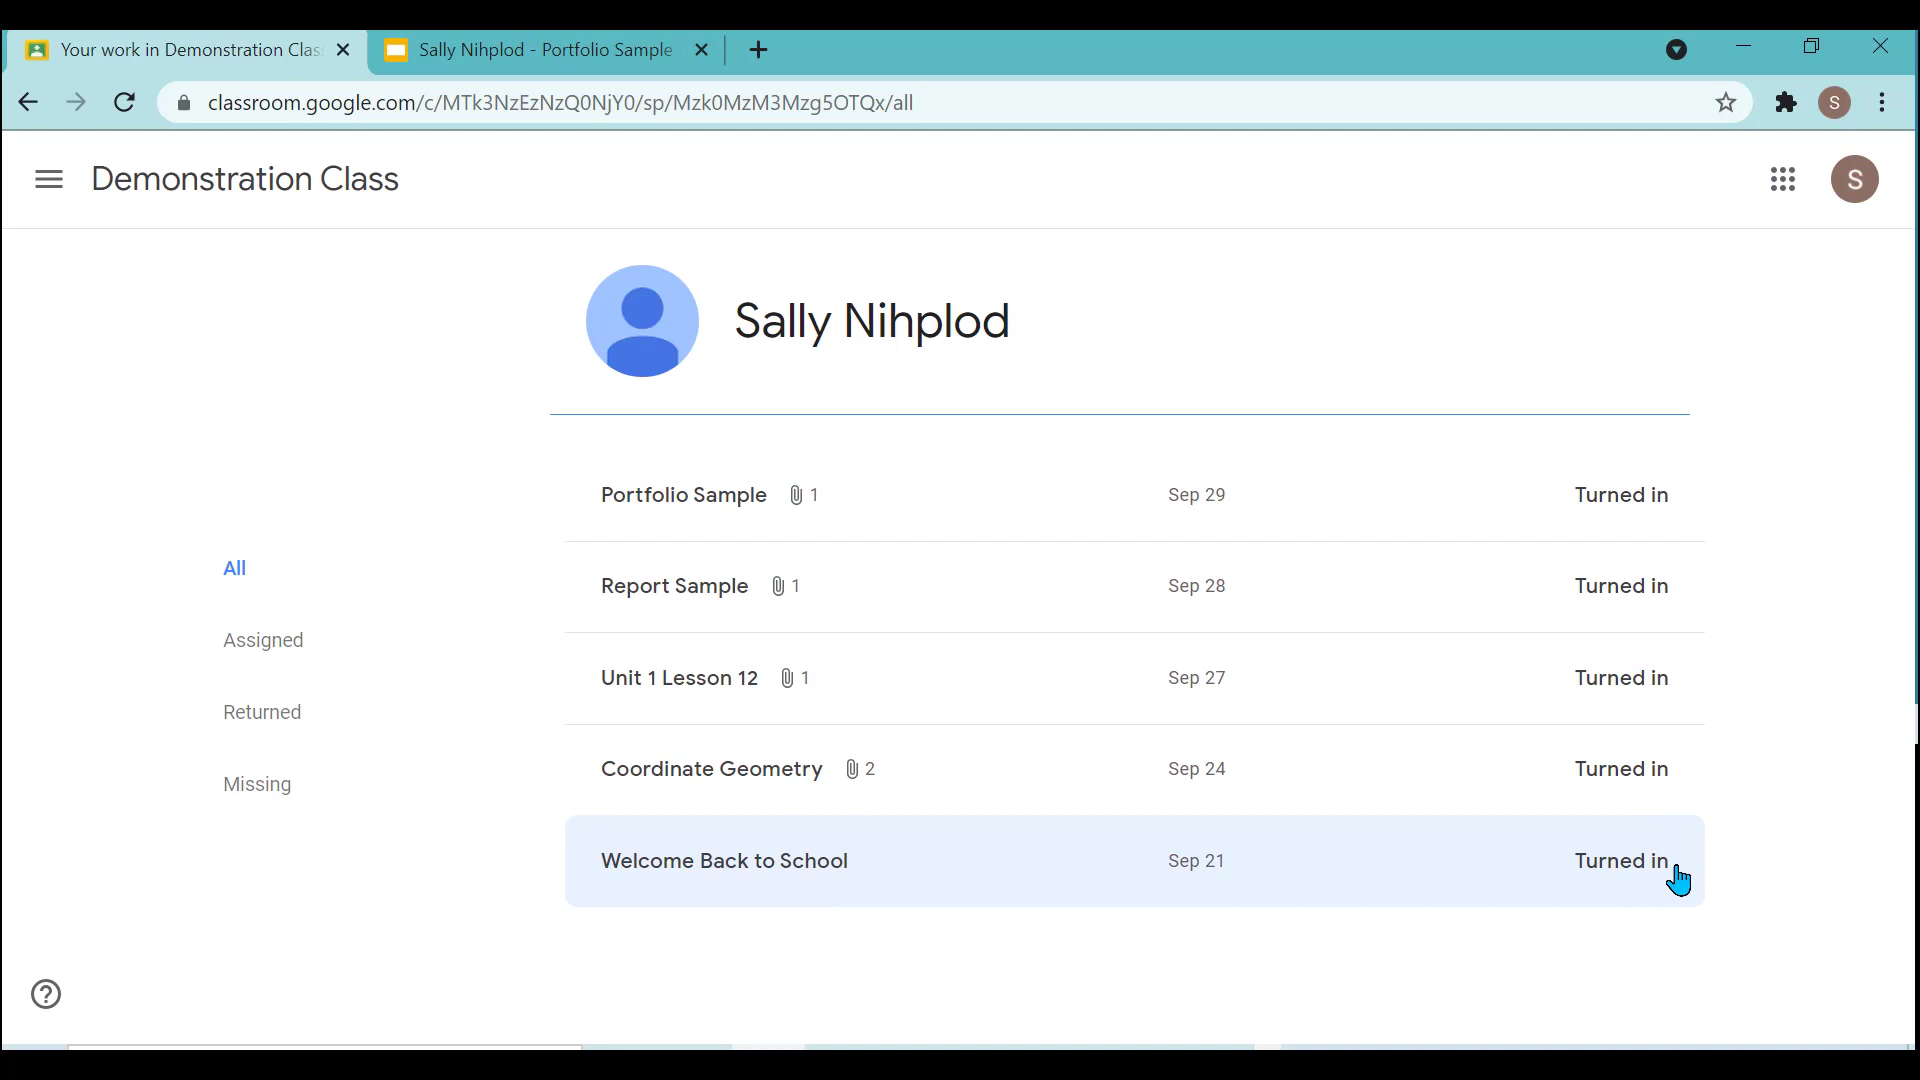 Your work in Demonstration Clas
Sally Nihplod - Portfolio Sample
classroom.google.com/c/MTk3NzEzNzQ0NjY0/sp/Mzk0MzM3Mzg5OTQx/all
S
Demonstration Class
S
Sally Nihplod
Portfolio Sample 1 Sep 29 Turned in
All
Report Sample 1 Sep 28 Turned in
Assigned
Unit 1 Lesson 12 1 Sep 27 Turned in
Returned
Coordinate Geometry 2 Sep 24 Turned in
Missing
Welcome Back to School Sep 21 Turned in